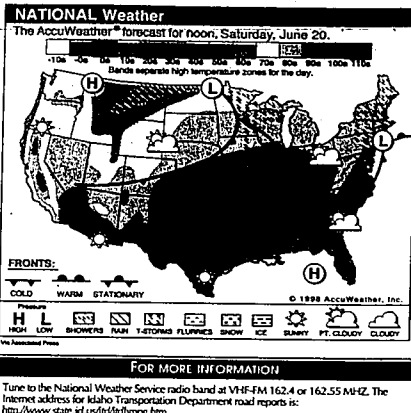 NATIONAL Weather
The AccuWeather® forecast for noon, Saturday, June 20.
-10s -0s 0s 10s 20s 30s 40s 50s 60s 70s 80s 90s 100s 110s
Bands separate high temperature zones for the day.
H
L
L
H
FRONTS:
COLD WARM STATIONARY
© 1998 AccuWeather, Inc.
Pressure
H L
HIGH LOW SHOWERS RAIN T-STORMS FLURRIES SNOW ICE SUNNY PT. CLOUDY CLOUDY
Via Associated Press
FOR MORE INFORMATION
Tune to the National Weather Service radio band at VHF-FM 162.4 or 162.55 MHZ. The
Internet address for Idaho Transportation Department road reports is: